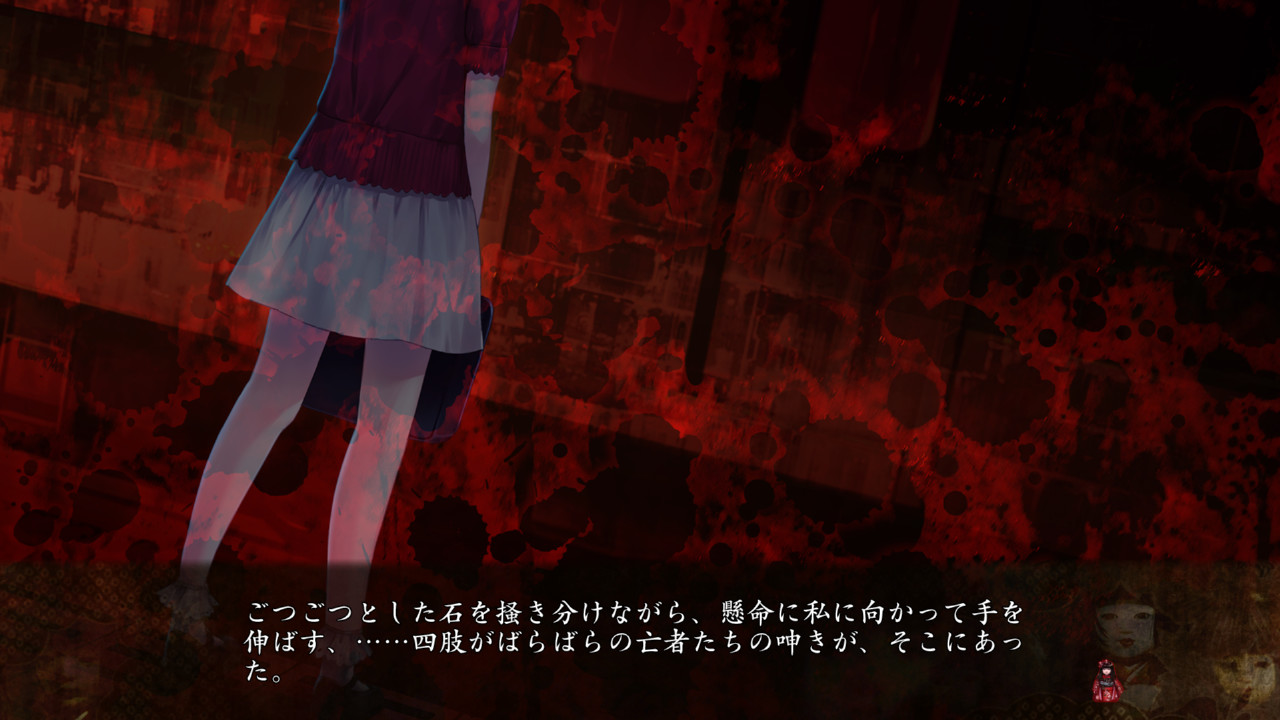 ごつごつとした石を掻き分けながら、懸命に私に向かって手を
伸ばす、……四肢がばらばらの亡者たちの呻きが、そこにあっ
た。